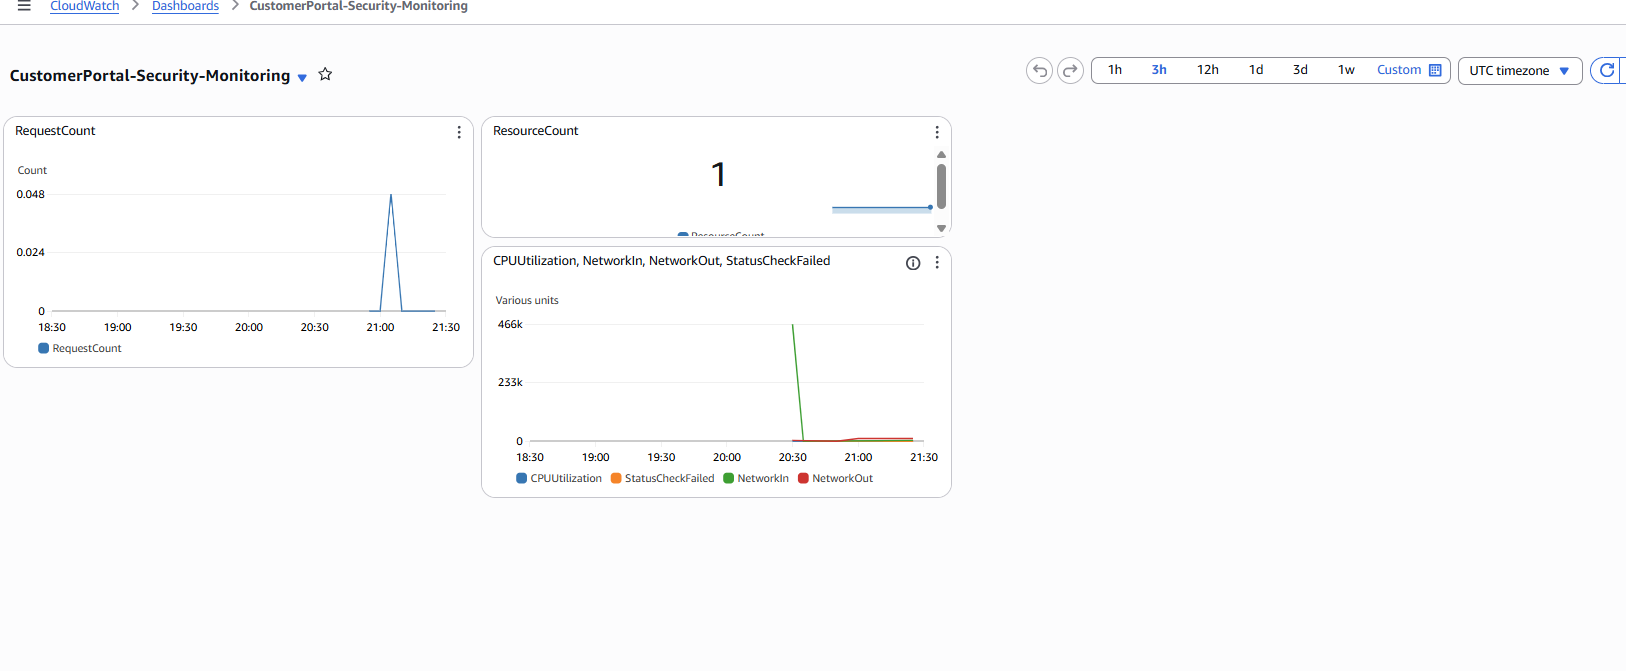 CloudWatch > Dashboards > CustomerPortal-Security-Monitoring
CustomerPortal-Security-Monitoring
1h 3h 12h 1d 3d 1w Custom
UTC timezone
RequestCount
Count
0.048
0.024
0
18:30 19:00 19:30 20:00 20:30 21:00 21:30
RequestCount
ResourceCount
1
ResourceCount
CPUUtilization, NetworkIn, NetworkOut, StatusCheckFailed
Various units
466k
233k
0
18:30 19:00 19:30 20:00 20:30 21:00 21:30
CPUUtilization StatusCheckFailed NetworkIn NetworkOut